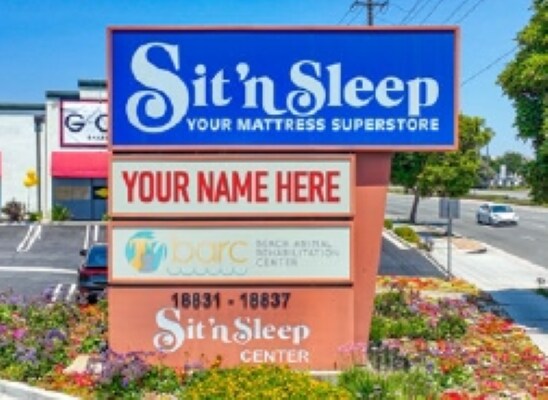 Sit'n Sleep
YOUR MATTRESS SUPERSTORE
G
YOUR NAME HERE
barc
BEACH ANIMAL
REHABILITATION
CENTER
18831 - 18837
Sit'n Sleep
CENTER